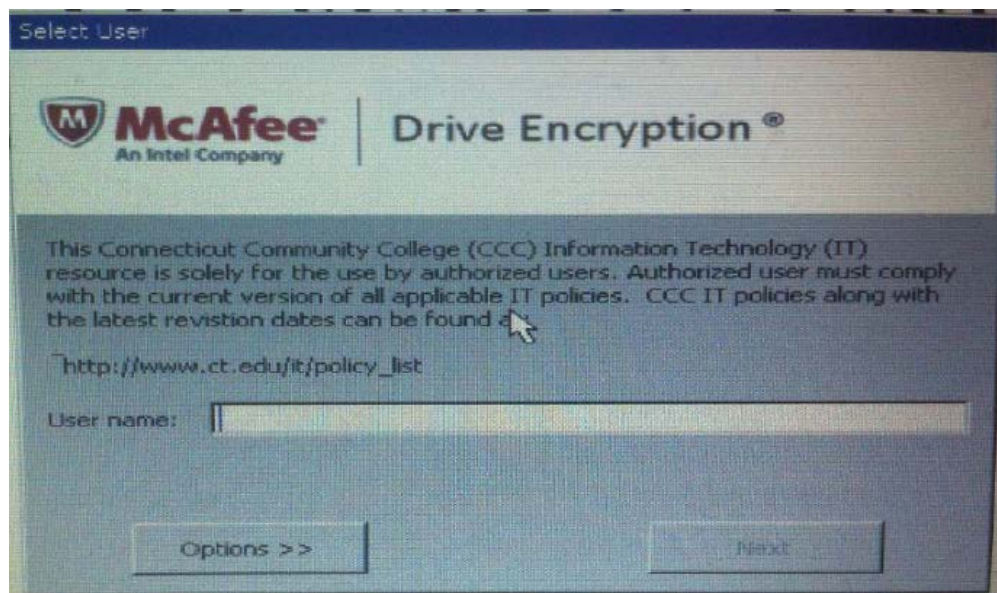 Select User
McAfee
An Intel Company
Drive Encryption ®
This Connecticut Community College (CCC) Information Technology (IT)
resource is solely for the use by authorized users. Authorized user must comply
with the current version of all applicable IT policies. CCC IT policies along with
the latest revistion dates can be found
http://www.ct.edu/it/policy_list
User name:
Options >>
Next